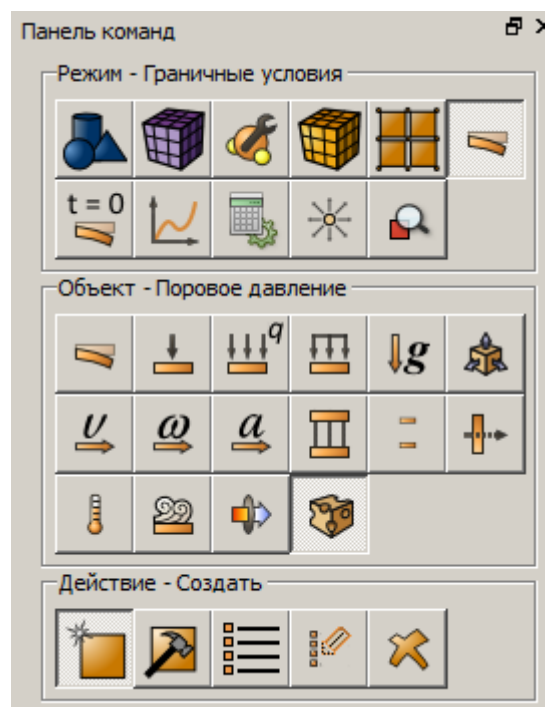 Панель команд
Режим - Граничные условия
t = 0
Объект - Поровое давление
q
g
υ ω a
Действие - Создать